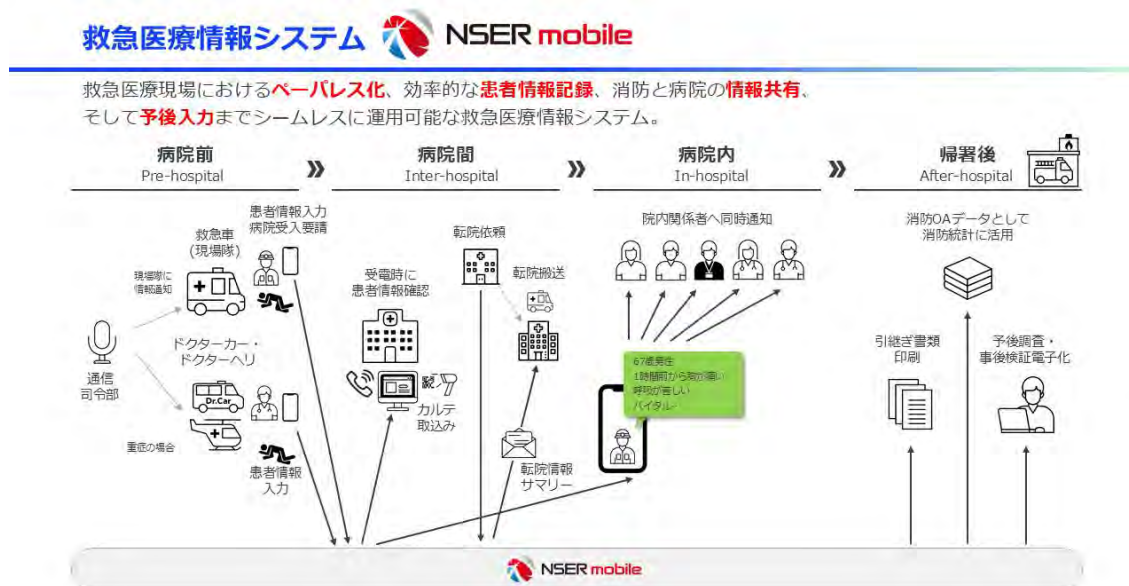 救急医療情報システム NSER mobile
救急医療現場におけるペーパレス化、効率的な患者情報記録、消防と病院の情報共有、
そして予後入力までシームレスに運用可能な救急医療情報システム。
病院前
Pre-hospital
»
病院間
Inter-hospital
»
病院内
In-hospital
»
帰署後
After-hospital
患者情報入力
病院受入要請
救急車
(現場隊)
現場隊に
情報通知
通信
司令部
ドクターカー・
ドクターヘリ
Dr.Car
重症の場合
患者情報
入力
受電時に
患者情報確認
カルテ
取込み
転院依頼
転院搬送
転院情報
サマリー
院内関係者へ同時通知
67歳男性
1時間前から胸が痛い
呼吸が苦しい
バイタル-
消防OAデータとして
消防統計に活用
引継ぎ書類
印刷
予後調査・
事後検証電子化
NSER mobile